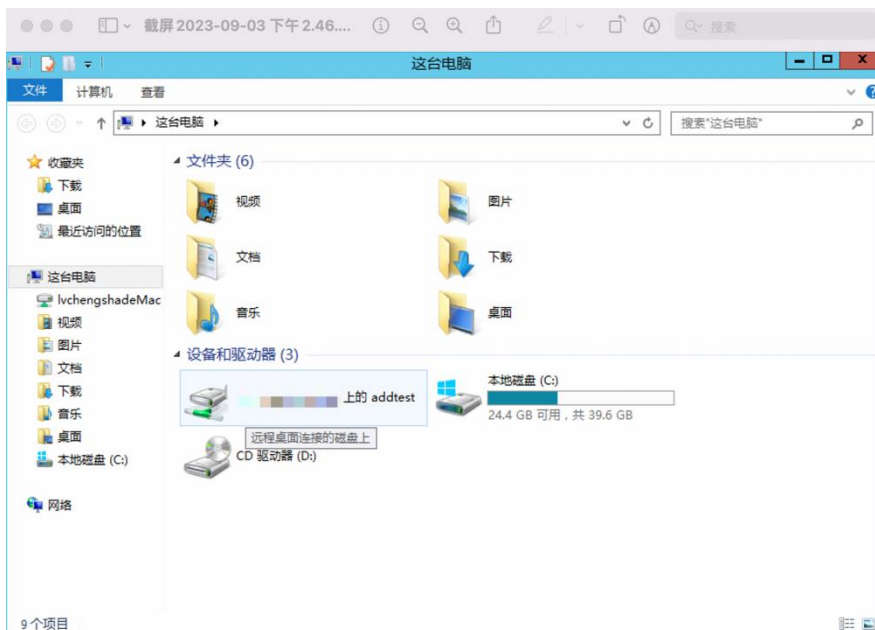 截屏2023-09-03 下午2.46....
搜索
这台电脑
文件 计算机 查看
这台电脑
搜索"这台电脑"
收藏夹
下载
桌面
最近访问的位置
这台电脑
lvchengshadeMac
视频
图片
文档
下载
音乐
桌面
本地磁盘 (C:)
网络
文件夹 (6)
视频
图片
文档
下载
音乐
桌面
设备和驱动器 (3)
上的 addtest
本地磁盘 (C:)
24.4 GB 可用，共 39.6 GB
远程桌面连接的磁盘上
CD 驱动器 (D:)
9 个项目